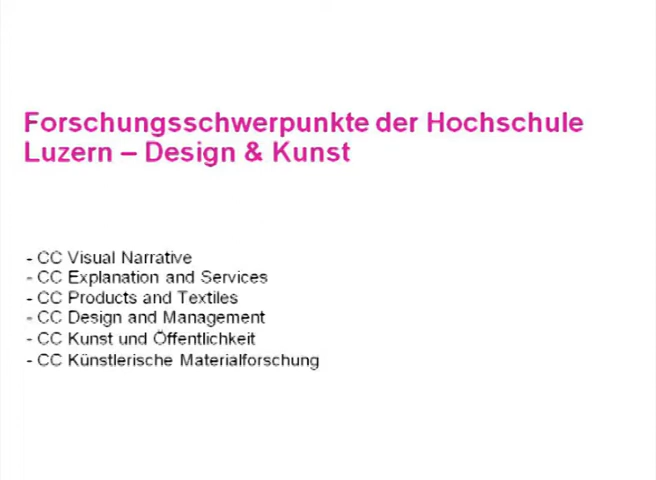 Forschungsschwerpunkte der Hochschule
Luzern – Design & Kunst
- CC Visual Narrative
- CC Explanation and Services
- CC Products and Textiles
- CC Design and Management
- CC Kunst und Öffentlichkeit
- CC Künstlerische Materialforschung